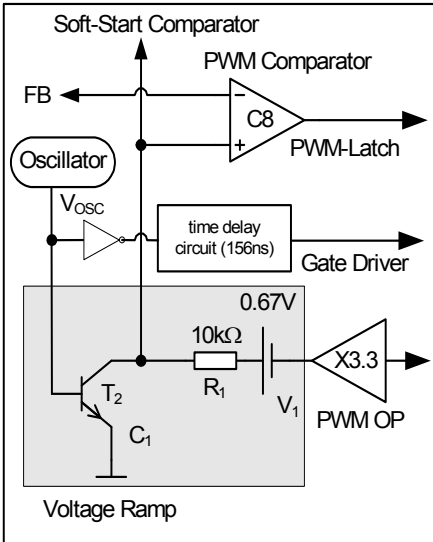 Soft-Start Comparator
PWM Comparator
FB
C8
Oscillator
PWM-Latch
VOSC
time delay
circuit (156ns)
Gate Driver
0.67V
10kΩ
X3.3
T2
R1
V1
C1
PWM OP
Voltage Ramp